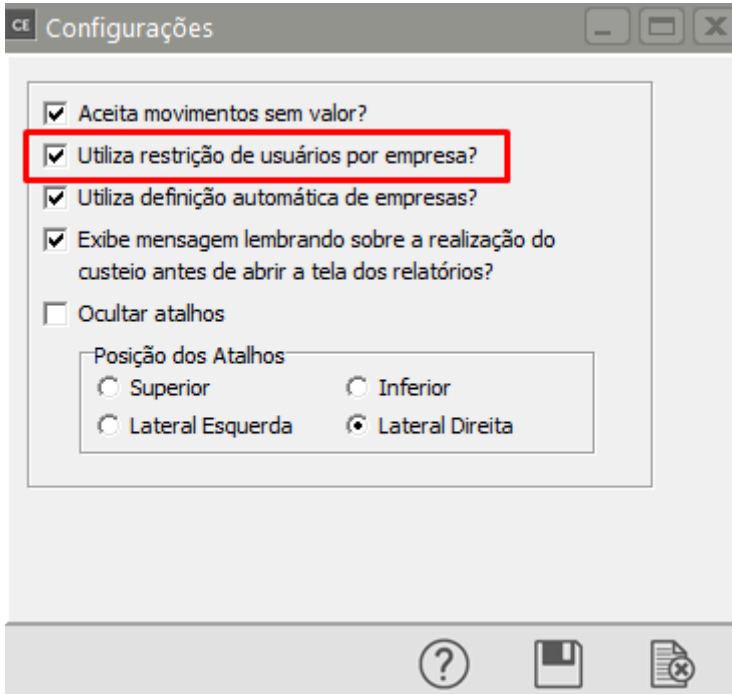 CE Configurações
Aceita movimentos sem valor?
Utiliza restrição de usuários por empresa?
Utiliza definição automática de empresas?
Exibe mensagem lembrando sobre a realização do
custeio antes de abrir a tela dos relatórios?
Ocultar atalhos
Posição dos Atalhos
Superior Inferior
Lateral Esquerda Lateral Direita